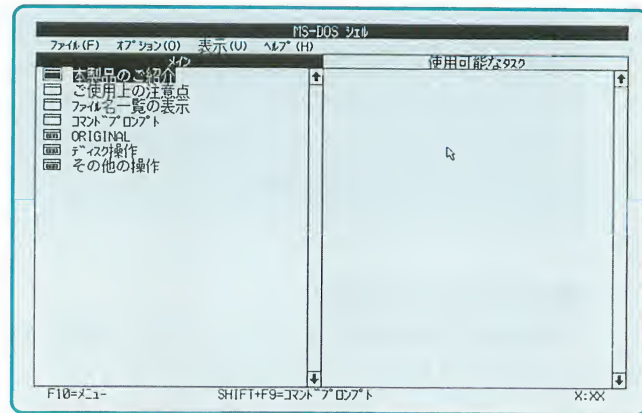 MS-DOS シェル
ファイル(F) オプション(O) 表示(V) ヘルプ(H)
メイン
使用可能なタスク
本製品のご紹介
ご使用上の注意点
ファイル名一覧の表示
コマンドプロンプト
ORIGINAL
ディスク操作
その他の操作
F10=メニュー SHIFT+F9=コマンドプロンプト X:XX